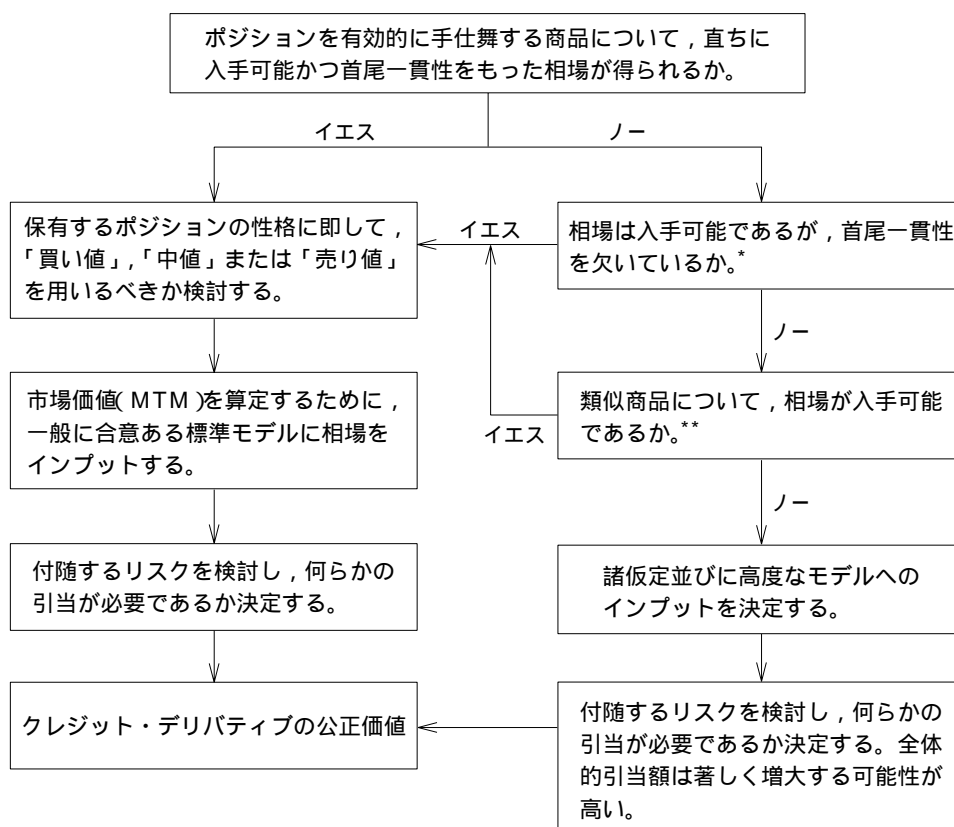 ポジションを有効的に手仕舞する商品について，直ちに
入手可能かつ首尾一貫性をもった相場が得られるか。
イエス
ノー
保有するポジションの性格に即して，
「買い値」，「中値」または「売り値」
を用いるべきか検討する。
イエス
相場は入手可能であるが，首尾一貫性
を欠いているか。*
ノー
市場価値(MTM)を算定するために，
一般に合意ある標準モデルに相場を
インプットする。
イエス
類似商品について，相場が入手可能
であるか。**
ノー
付随するリスクを検討し，何らかの
引当が必要であるか決定する。
諸仮定並びに高度なモデルへの
インプットを決定する。
クレジット・デリバティブの公正価値
付随するリスクを検討し，何らかの
引当が必要であるか決定する。全体
的引当額は著しく増大する可能性が
高い。